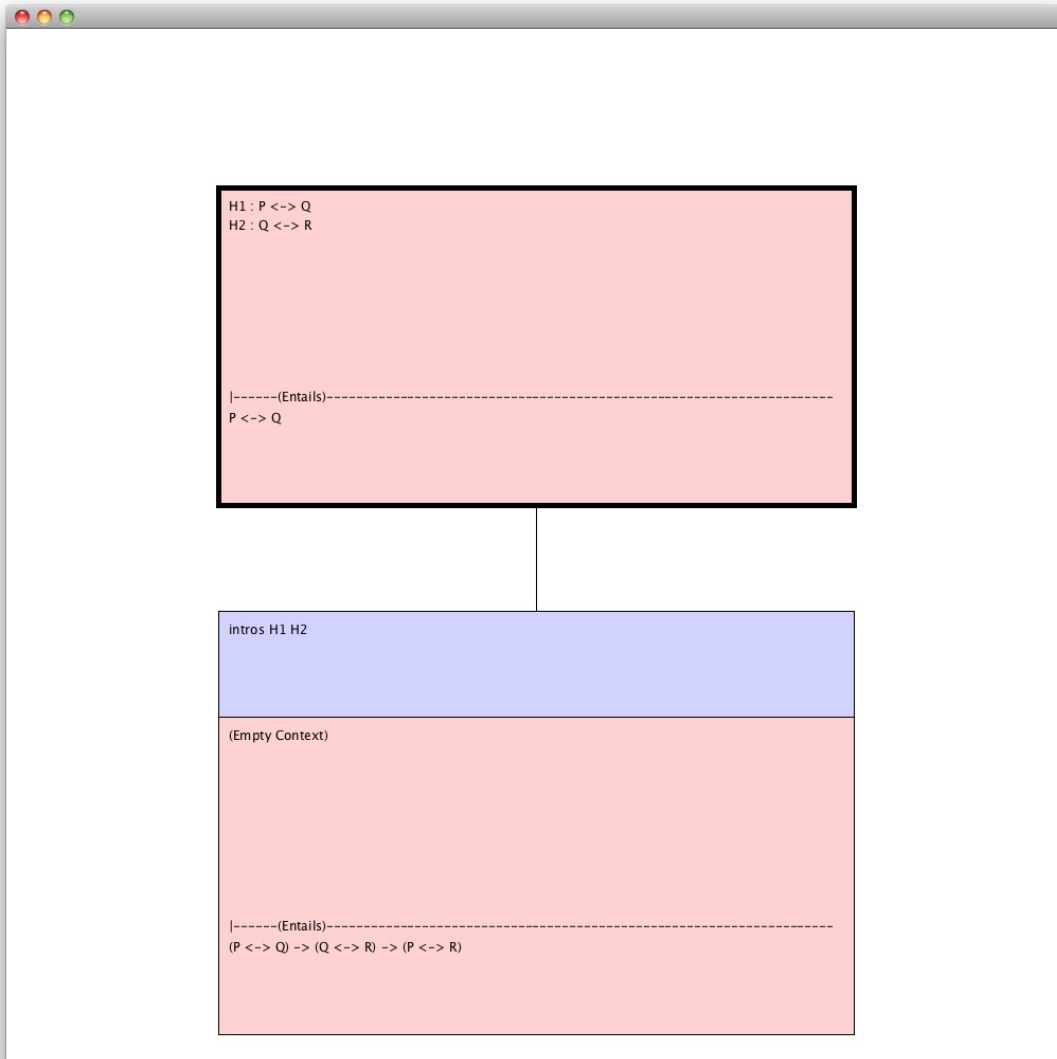 H1 : P <-> Q
H2 : Q <-> R
|------(Entails)---------------------------------------------------------------------
P <-> Q
intros H1 H2
(Empty Context)
|------(Entails)---------------------------------------------------------------------
(P <-> Q) -> (Q <-> R) -> (P <-> R)